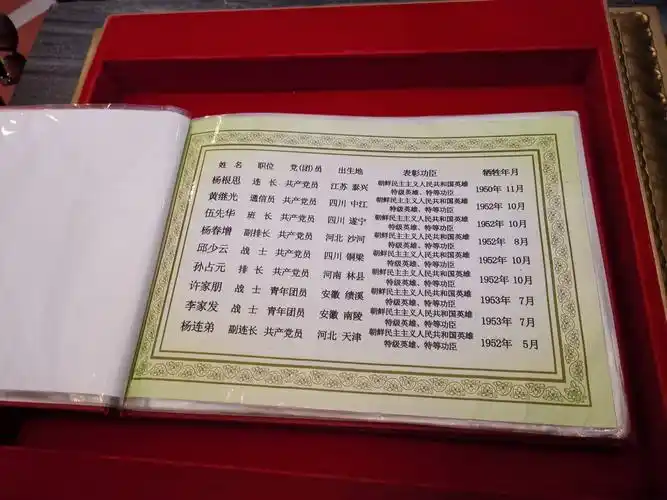 姓 名 职位 党(团)员 出生地 表彰功臣 牺牲年月
杨根思 连 长 共产党员 江苏 泰兴 朝鲜民主主义人民共和国英雄 1950年 11月
特级英雄、特等功臣
黄继光 通信员 共产党员 四川 中江 朝鲜民主主义人民共和国英雄 1952年 10月
特级英雄、特等功臣
伍先华 班 长 共产党员 四川 遂宁 朝鲜民主主义人民共和国英雄 1952年 10月
特级英雄、特等功臣
杨春增 副排长 共产党员 河北 沙河 朝鲜民主主义人民共和国英雄 1952年 8月
特级英雄、特等功臣
邱少云 战 士 共产党员 四川 铜梁 朝鲜民主主义人民共和国英雄 1952年 10月
特级英雄、特等功臣
孙占元 排 长 共产党员 河南 林县 朝鲜民主主义人民共和国英雄 1952年 10月
特级英雄、特等功臣
许家朋 战 士 青年团员 安徽 绩溪 朝鲜民主主义人民共和国英雄 1953年 7月
特级英雄、特等功臣
李家发 战 士 青年团员 安徽 南陵 朝鲜民主主义人民共和国英雄 1953年 7月
特级英雄、特等功臣
杨连弟 副连长 共产党员 河北 天津 朝鲜民主主义人民共和国英雄 1952年 5月
特级英雄、特等功臣